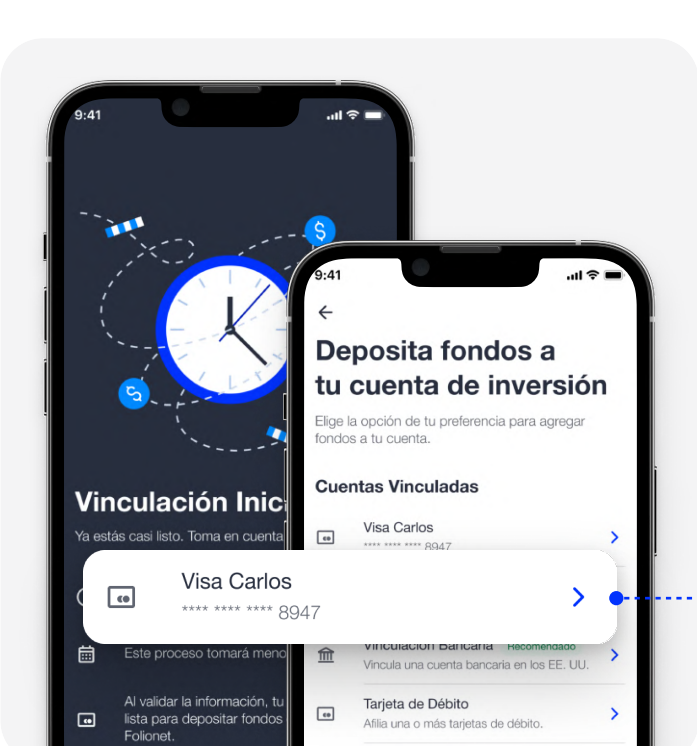 9:41
$
Vinculación Inic
Ya estás casi listo. Toma en cuenta
Este proceso tomará meno
Al validar la información, tu
lista para depositar fondos
Folionet.
9:41
Deposita fondos a
tu cuenta de inversión
Elige la opción de tu preferencia para agregar
fondos a tu cuenta.
Cuentas Vinculadas
Visa Carlos
**** **** **** 8947
Visa Carlos
**** **** **** 8947
Vinculación Bancaria Recomendado
Vincula una cuenta bancaria en los EE. UU.
Tarjeta de Débito
Afilia una o más tarjetas de débito.